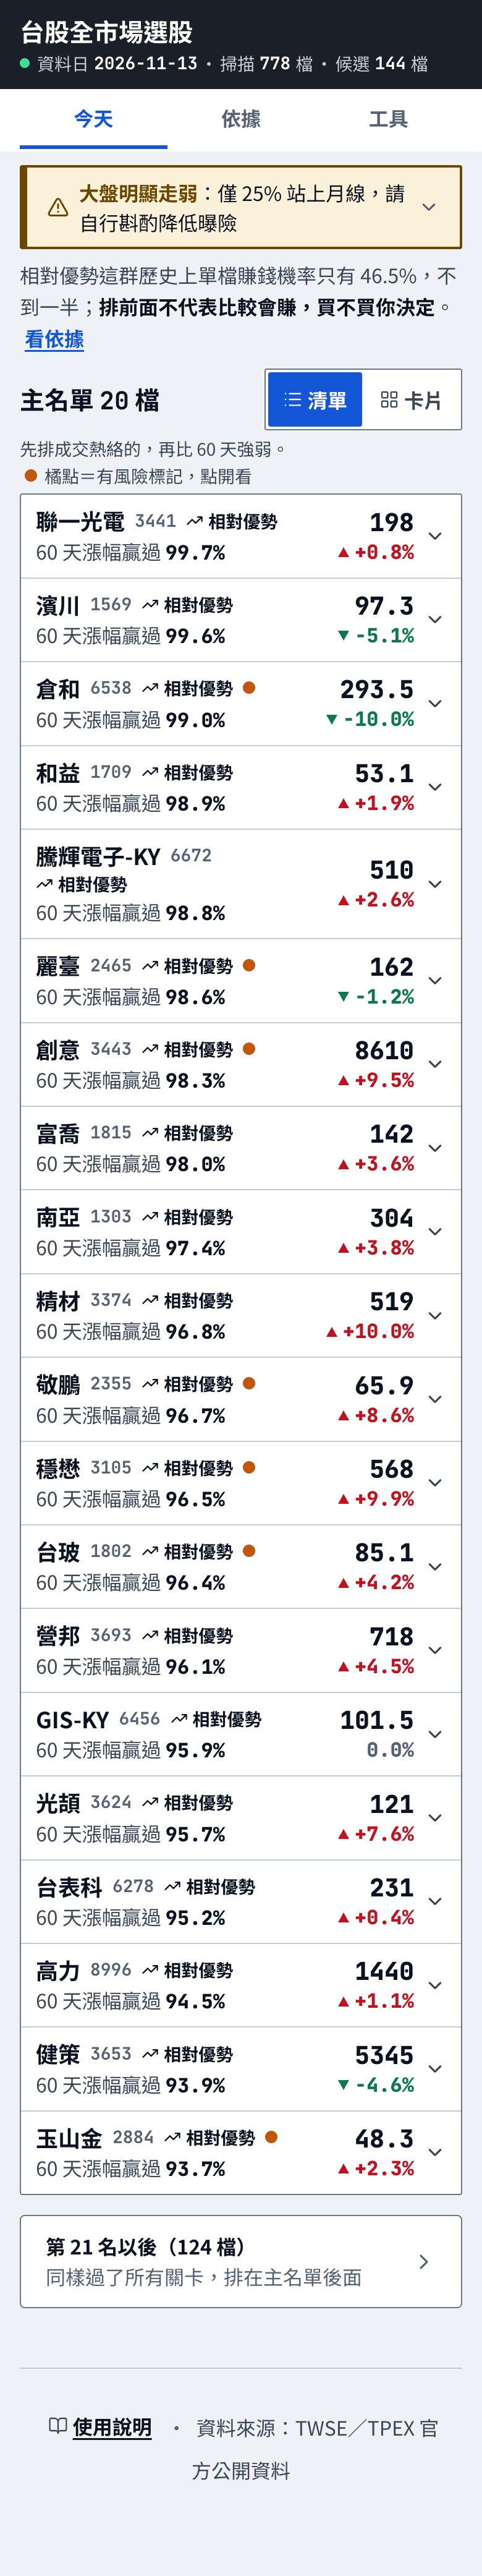 台股全市場選股
資料日 2026-11-13 · 掃描 778 檔 · 候選 144 檔
今天 依據 工具
大盤明顯走弱：僅 25% 站上月線，請
自行斟酌降低曝險
相對優勢這群歷史上單檔賺錢機率只有 46.5%，不
到一半；排前面不代表比較會賺，買不買你決定。
看依據
主名單 20 檔 清單 卡片
先排成交熱絡的，再比 60 天強弱。
橘點＝有風險標記，點開看
聯一光電 3441 相對優勢 198
60 天漲幅贏過 99.7% ▲ +0.8%
濱川 1569 相對優勢 97.3
60 天漲幅贏過 99.6% ▼ -5.1%
倉和 6538 相對優勢 293.5
60 天漲幅贏過 99.0% ▼ -10.0%
和益 1709 相對優勢 53.1
60 天漲幅贏過 98.9% ▲ +1.9%
騰輝電子-KY 6672 510
相對優勢
60 天漲幅贏過 98.8% ▲ +2.6%
麗臺 2465 相對優勢 162
60 天漲幅贏過 98.6% ▼ -1.2%
創意 3443 相對優勢 8610
60 天漲幅贏過 98.3% ▲ +9.5%
富喬 1815 相對優勢 142
60 天漲幅贏過 98.0% ▲ +3.6%
南亞 1303 相對優勢 304
60 天漲幅贏過 97.4% ▲ +3.8%
精材 3374 相對優勢 519
60 天漲幅贏過 96.8% ▲ +10.0%
敬鵬 2355 相對優勢 65.9
60 天漲幅贏過 96.7% ▲ +8.6%
穩懋 3105 相對優勢 568
60 天漲幅贏過 96.5% ▲ +9.9%
台玻 1802 相對優勢 85.1
60 天漲幅贏過 96.4% ▲ +4.2%
營邦 3693 相對優勢 718
60 天漲幅贏過 96.1% ▲ +4.5%
GIS-KY 6456 相對優勢 101.5
60 天漲幅贏過 95.9% 0.0%
光頡 3624 相對優勢 121
60 天漲幅贏過 95.7% ▲ +7.6%
台表科 6278 相對優勢 231
60 天漲幅贏過 95.2% ▲ +0.4%
高力 8996 相對優勢 1440
60 天漲幅贏過 94.5% ▲ +1.1%
健策 3653 相對優勢 5345
60 天漲幅贏過 93.9% ▼ -4.6%
玉山金 2884 相對優勢 48.3
60 天漲幅贏過 93.7% ▲ +2.3%
第 21 名以後（124 檔）
同樣過了所有關卡，排在主名單後面
使用說明 · 資料來源：TWSE／TPEX 官
方公開資料